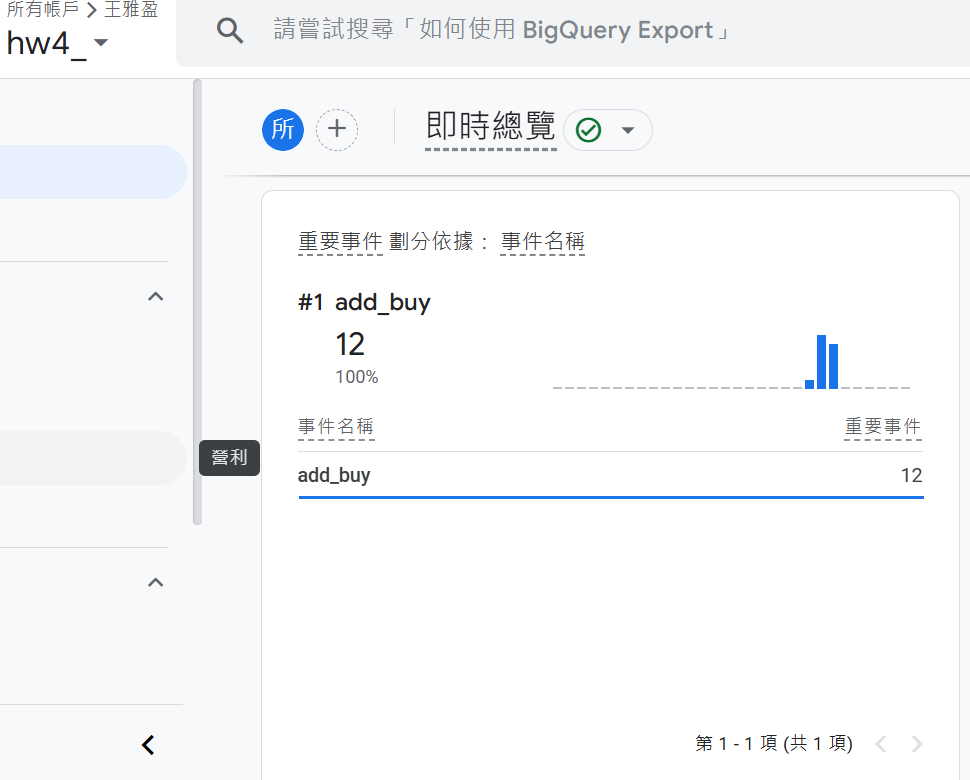 所有帳戶 > 王雅盈
hw4_
請嘗試搜尋「如何使用 BigQuery Export」
所
即時總覽
重要事件 劃分依據： 事件名稱
#1 add_buy
12
100%
事件名稱 重要事件
add_buy 12
營利
第 1 - 1 項 (共 1 項)